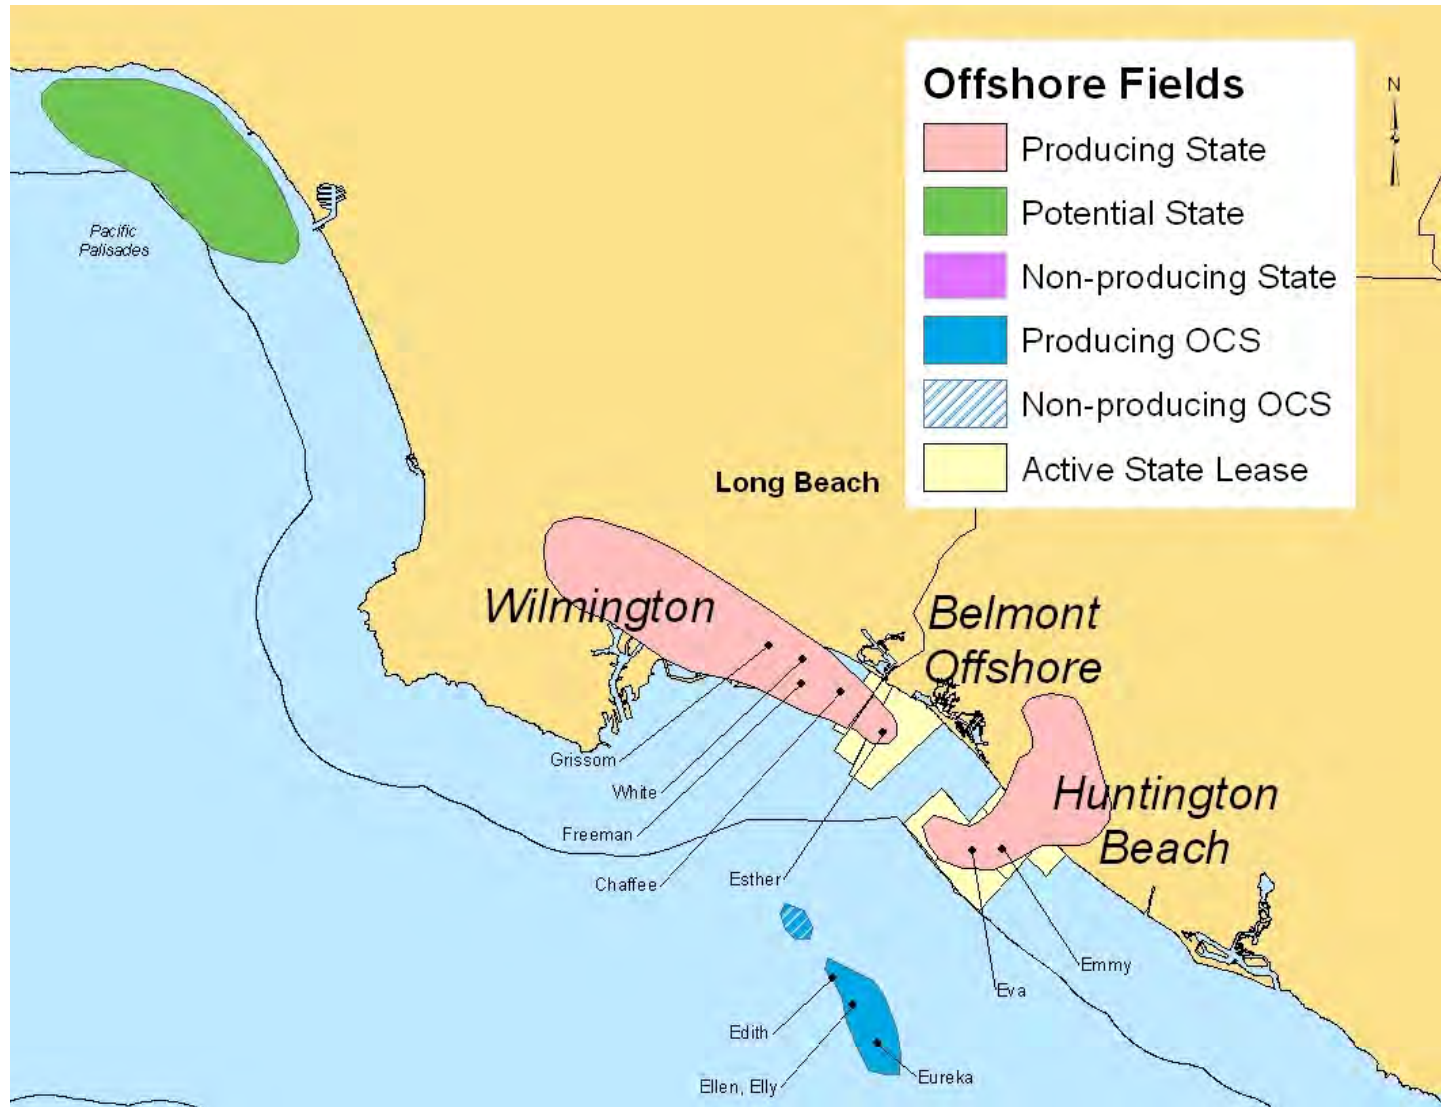 Offshore Fields
Producing State
Potential State
Non-producing State
Producing OCS
Non-producing OCS
Active State Lease
N
Pacific
Palisades
Long Beach
Wilmington
Belmont
Offshore
Huntington
Beach
Grissom
White
Freeman
Chaffee
Esther
Emmy
Eva
Edith
Ellen, Elly
Eureka